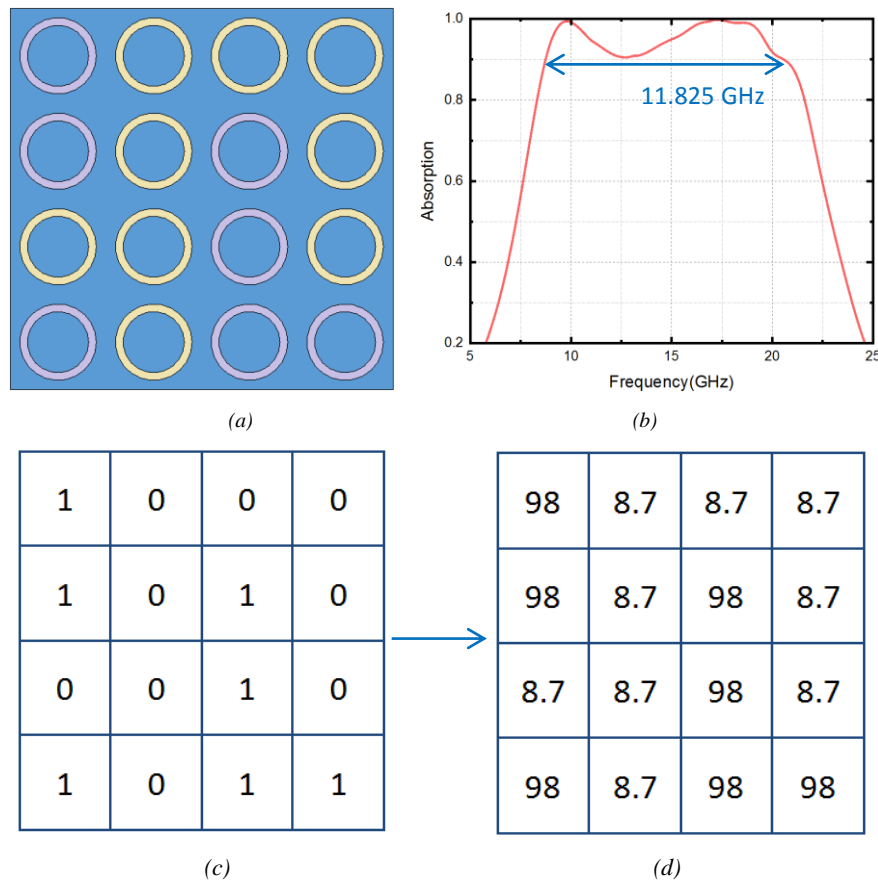 1.0
0.8
0.6
0.4
0.2
Absorption
11.825 GHz
5 10 15 20 25
Frequency(GHz)
(a) (b)
1 0 0 0
1 0 1 0
0 0 1 0
1 0 1 1
98 8.7 8.7 8.7
98 8.7 98 8.7
8.7 8.7 98 8.7
98 8.7 98 98
(c) (d)